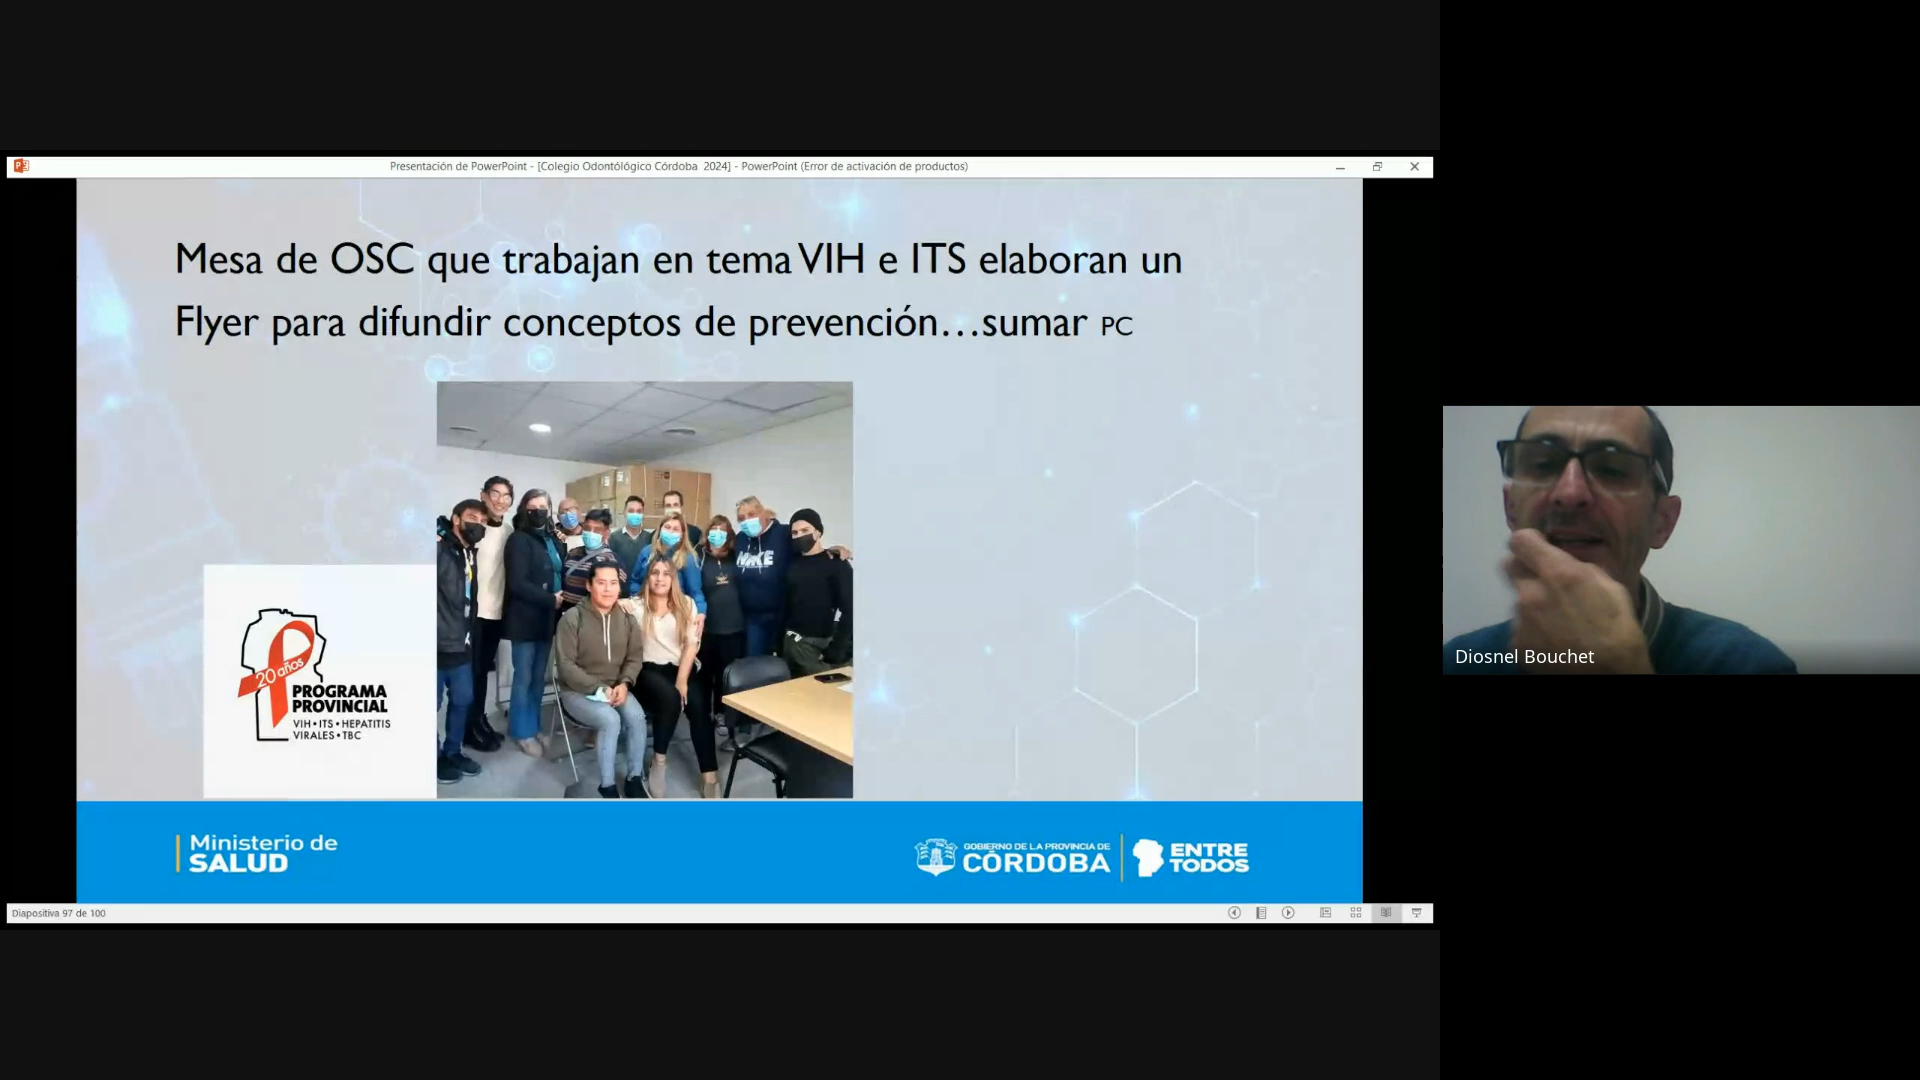 Presentación de PowerPoint - [Colegio Odontólógico Córdoba 2024] - PowerPoint (Error de activación de productos)
Mesa de OSC que trabajan en tema VIH e ITS elaboran un
Flyer para difundir conceptos de prevención…sumar PC
NIKE
20 años
PROGRAMA
PROVINCIAL
VIH•ITS•HEPATITIS
VIRALES•TBC
Diosnel Bouchet
Ministerio de
SALUD
GOBIERNO DE LA PROVINCIA DE
CÓRDOBA
ENTRE
TODOS
Diapositiva 97 de 100